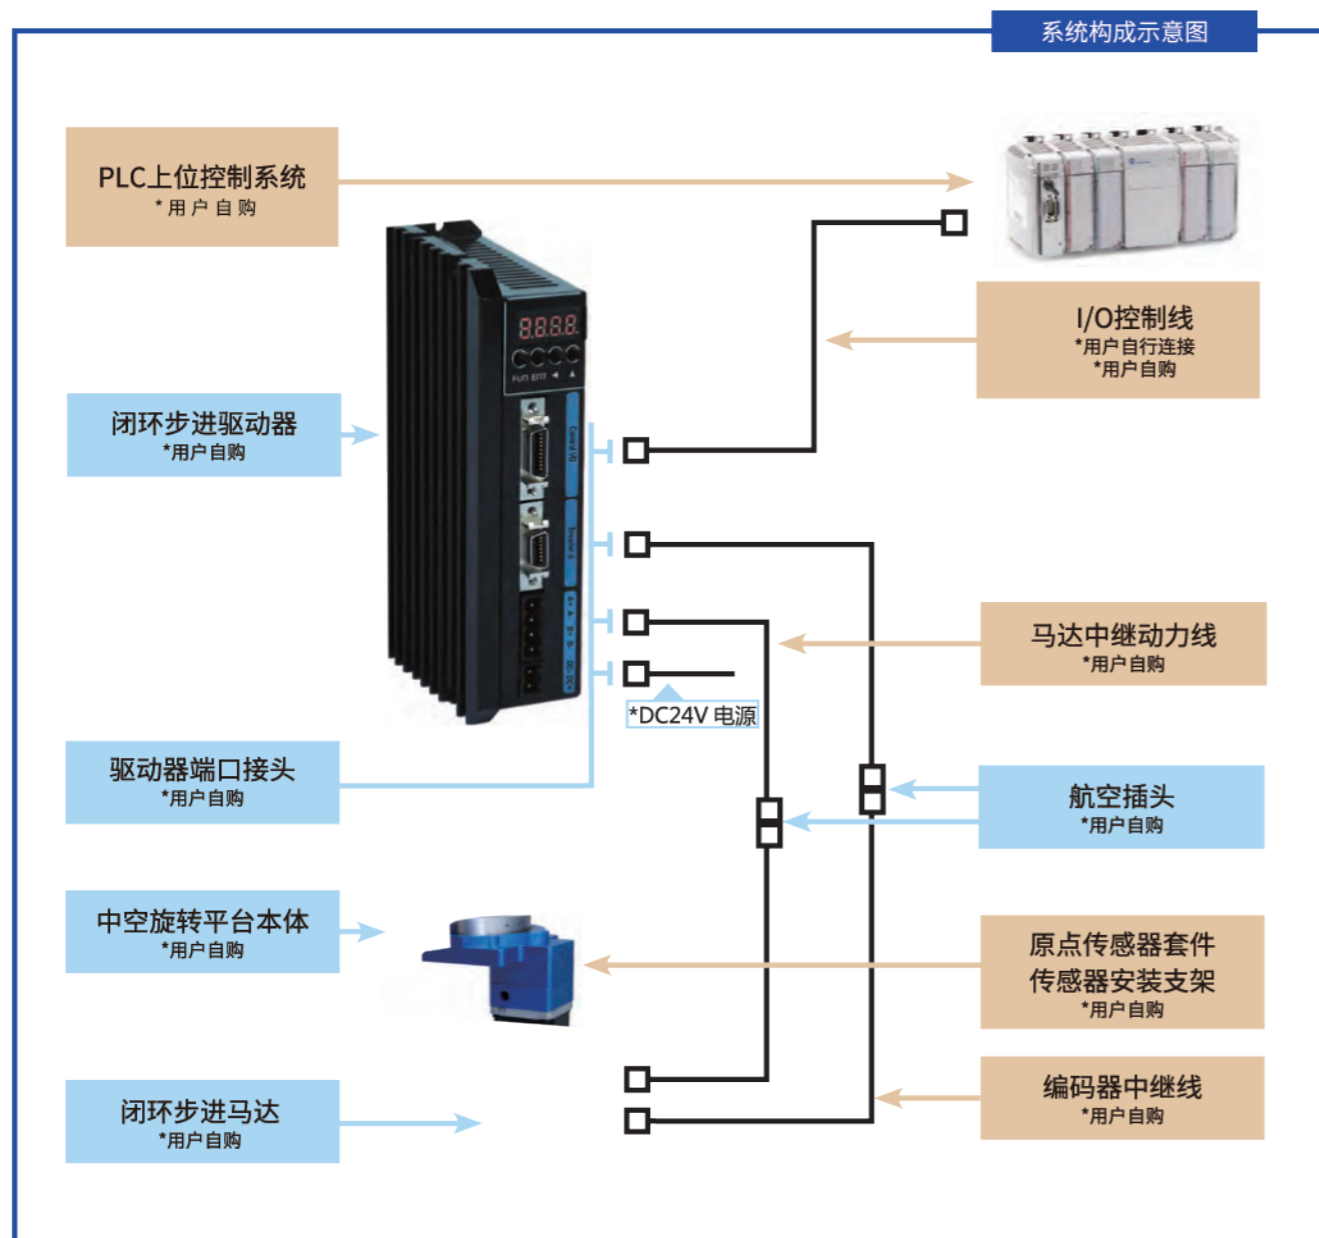 系统构成示意图
PLC上位控制系统
*用户自购
I/O控制线
*用户自行连接
*用户自购
8.8.8.8.
FUN ENT ◄ ▲
闭环步进驱动器
*用户自购
Control I/O
A+ A- B+ B- DC- DC+
马达中继动力线
*用户自购
*DC24V 电源
驱动器端口接头
*用户自购
航空插头
*用户自购
中空旋转平台本体
*用户自购
原点传感器套件
传感器安装支架
*用户自购
闭环步进马达
*用户自购
编码器中继线
*用户自购